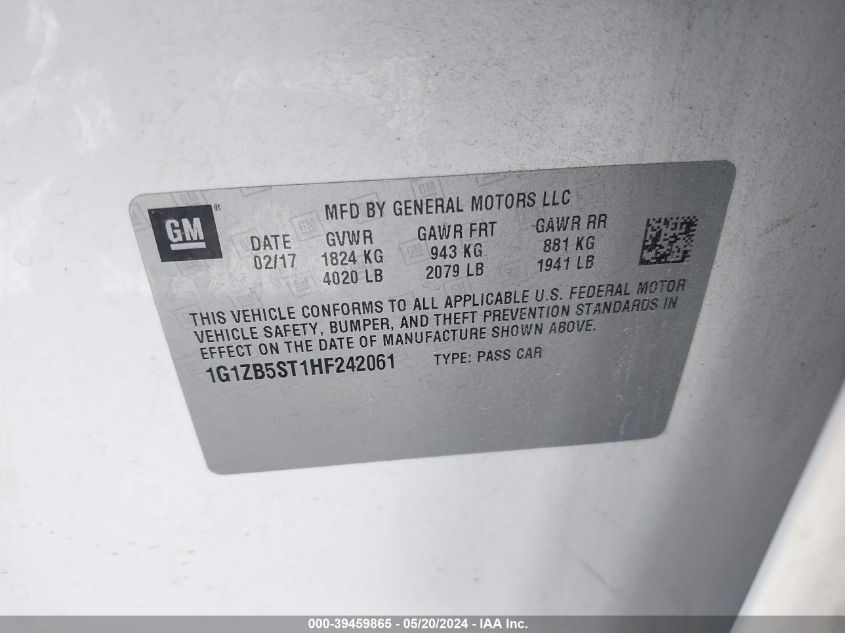 GM®
MFD BY GENERAL MOTORS LLC
DATE GVWR GAWR FRT GAWR RR
02/17 1824 KG 943 KG 881 KG
4020 LB 2079 LB 1941 LB
THIS VEHICLE CONFORMS TO ALL APPLICABLE U.S. FEDERAL MOTOR
VEHICLE SAFETY, BUMPER, AND THEFT PREVENTION STANDARDS IN
EFFECT ON THE DATE OF MANUFACTURE SHOWN ABOVE.
1G1ZB5ST1HF242061 TYPE: PASS CAR
000-39459865 - 05/20/2024 - IAA Inc.